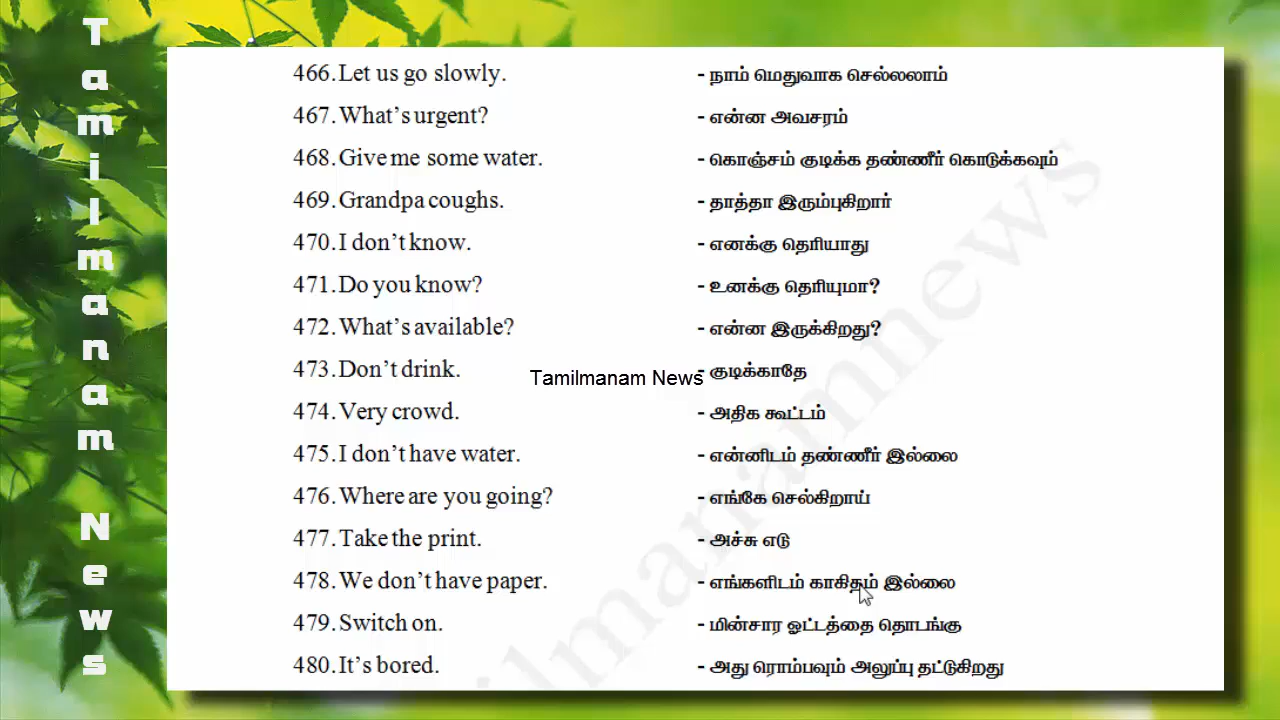 Tamilmanam News
466. Let us go slowly. - நாம் மெதுவாக செல்லலாம்
467. What's urgent? - என்ன அவசரம்
468. Give me some water. - கொஞ்சம் குடிக்க தண்ணீர் கொடுக்கவும்
469. Grandpa coughs. - தாத்தா இரும்புகிறார்
470. I don't know. - எனக்கு தெரியாது
471. Do you know? - உனக்கு தெரியுமா?
472. What's available? - என்ன இருக்கிறது?
473. Don't drink. - குடிக்காதே
Tamilmanam News
474. Very crowd. - அதிக கூட்டம்
475. I don't have water. - என்னிடம் தண்ணீர் இல்லை
476. Where are you going? - எங்கே செல்கிறாய்
477. Take the print. - அச்சு எடு
478. We don't have paper. - எங்களிடம் காகிதம் இல்லை
479. Switch on. - மின்சார ஓட்டத்தை தொடங்கு
480. It's bored. - அது ரொம்பவும் அலுப்பு தட்டுகிறது
tamilmanamnews